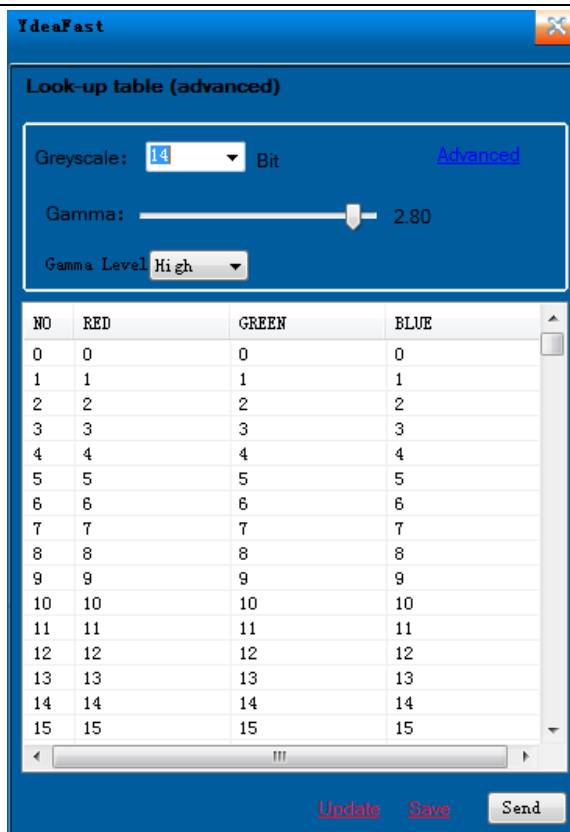 YdeaFast
Look-up table (advanced)
Greyscale: 14 Bit Advanced
Gamma: 2.80
Gamma Level High
NO RED GREEN BLUE
0 0 0 0
1 1 1 1
2 2 2 2
3 3 3 3
4 4 4 4
5 5 5 5
6 6 6 6
7 7 7 7
8 8 8 8
9 9 9 9
10 10 10 10
11 11 11 11
12 12 12 12
13 13 13 13
14 14 14 14
15 15 15 15
Update Save Send